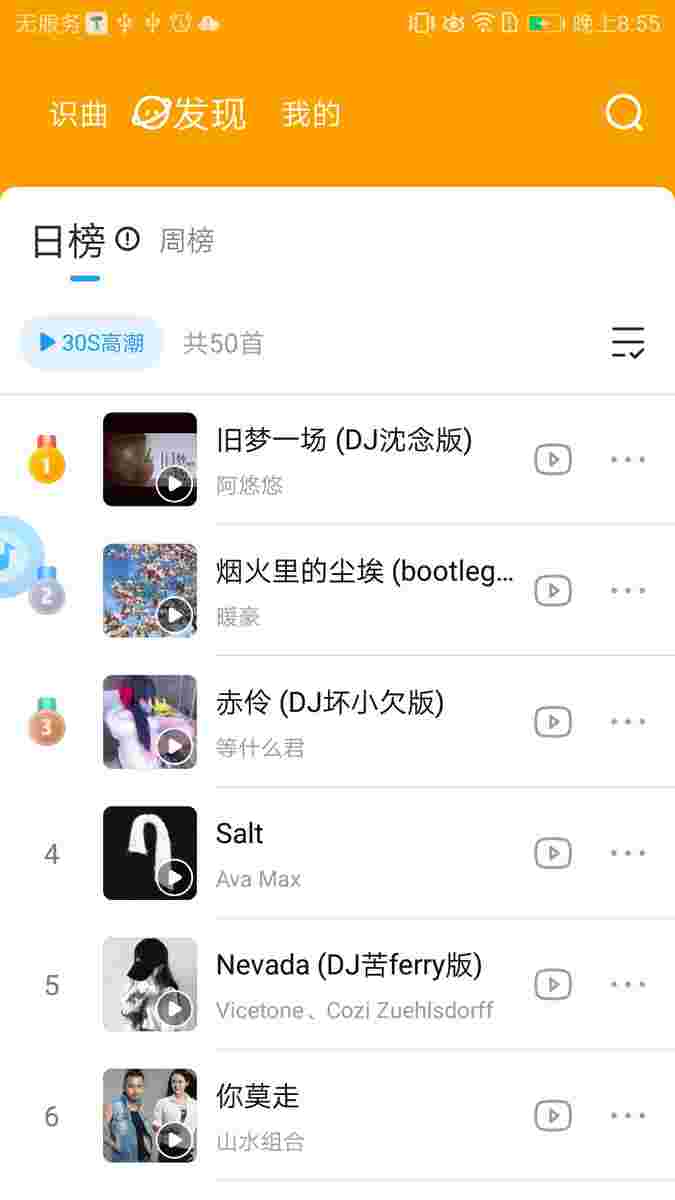 无服务 晚上8:55
识曲 发现 我的
日榜 周榜
30S高潮 共50首
1
旧梦一场 (DJ沈念版)
阿悠悠
2
烟火里的尘埃 (bootleg...
暖豪
3
赤伶 (DJ坏小欠版)
等什么君
4
Salt
Ava Max
5
Nevada (DJ苦ferry版)
Vicetone、Cozi Zuehlsdorff
6
你莫走
山水组合